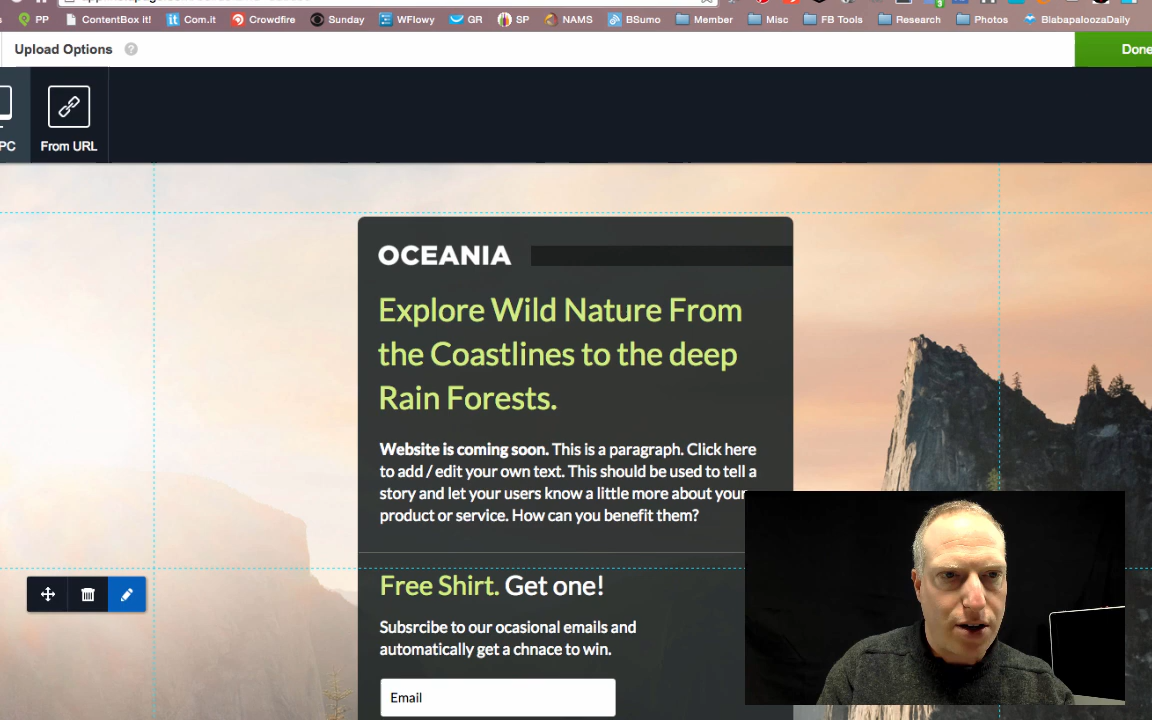 PP ContentBox it! Com.it Crowdfire Sunday WFlowy GR SP NAMS BSumo Member Misc FB Tools Research Photos BlabapaloozaDaily
Upload Options ?
Done
PC From URL
OCEANIA
Explore Wild Nature From
the Coastlines to the deep
Rain Forests.
Website is coming soon. This is a paragraph. Click here
to add / edit your own text. This should be used to tell a
story and let your users know a little more about your
product or service. How can you benefit them?
Free Shirt. Get one!
Subsrcibe to our ocasional emails and
automatically get a chnace to win.
Email